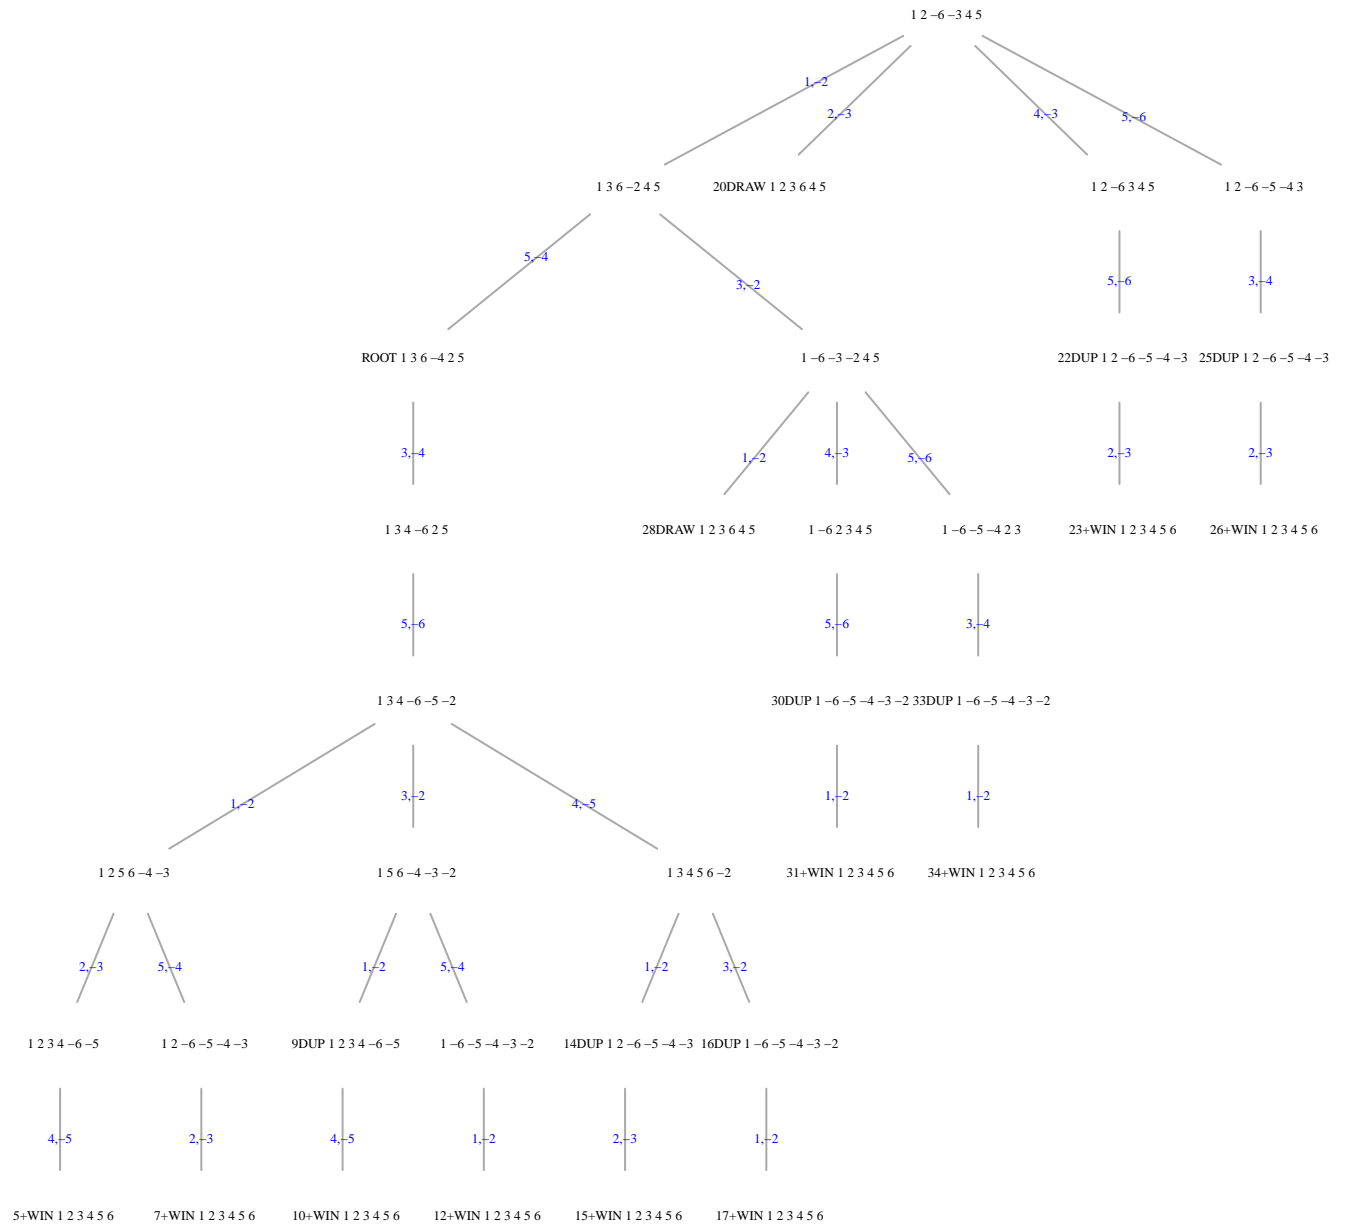 1 2 −6 −3 4 5
1,−2
2,−3
4,−3
5,−6
1 3 6 −2 4 5
20DRAW 1 2 3 6 4 5
1 2 −6 3 4 5
1 2 −6 −5 −4 3
5,−4
3,−2
5,−6
3,−4
ROOT 1 3 6 −4 2 5
1 −6 −3 −2 4 5
22DUP 1 2 −6 −5 −4 −3
25DUP 1 2 −6 −5 −4 −3
3,−4
1,−2
4,−3
5,−6
2,−3
2,−3
1 3 4 −6 2 5
28DRAW 1 2 3 6 4 5
1 −6 2 3 4 5
1 −6 −5 −4 2 3
23+WIN 1 2 3 4 5 6
26+WIN 1 2 3 4 5 6
5,−6
5,−6
3,−4
1 3 4 −6 −5 −2
30DUP 1 −6 −5 −4 −3 −2
33DUP 1 −6 −5 −4 −3 −2
1,−2
3,−2
4,−5
1,−2
1,−2
1 2 5 6 −4 −3
1 5 6 −4 −3 −2
1 3 4 5 6 −2
31+WIN 1 2 3 4 5 6
34+WIN 1 2 3 4 5 6
2,−3
5,−4
1,−2
5,−4
1,−2
3,−2
1 2 3 4 −6 −5
1 2 −6 −5 −4 −3
9DUP 1 2 3 4 −6 −5
1 −6 −5 −4 −3 −2
14DUP 1 2 −6 −5 −4 −3
16DUP 1 −6 −5 −4 −3 −2
4,−5
2,−3
4,−5
1,−2
2,−3
1,−2
5+WIN 1 2 3 4 5 6
7+WIN 1 2 3 4 5 6
10+WIN 1 2 3 4 5 6
12+WIN 1 2 3 4 5 6
15+WIN 1 2 3 4 5 6
17+WIN 1 2 3 4 5 6